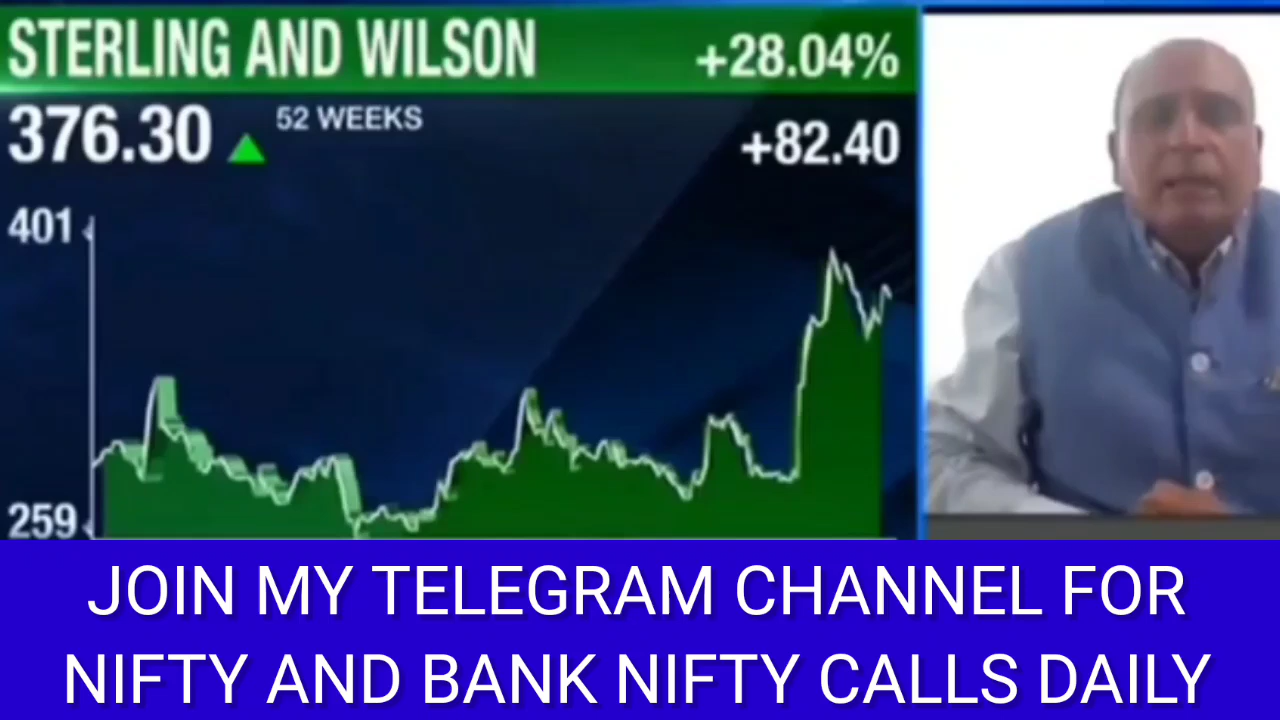 STERLING AND WILSON +28.04%
376.30 52 WEEKS +82.40
401
259
JOIN MY TELEGRAM CHANNEL FOR
NIFTY AND BANK NIFTY CALLS DAILY